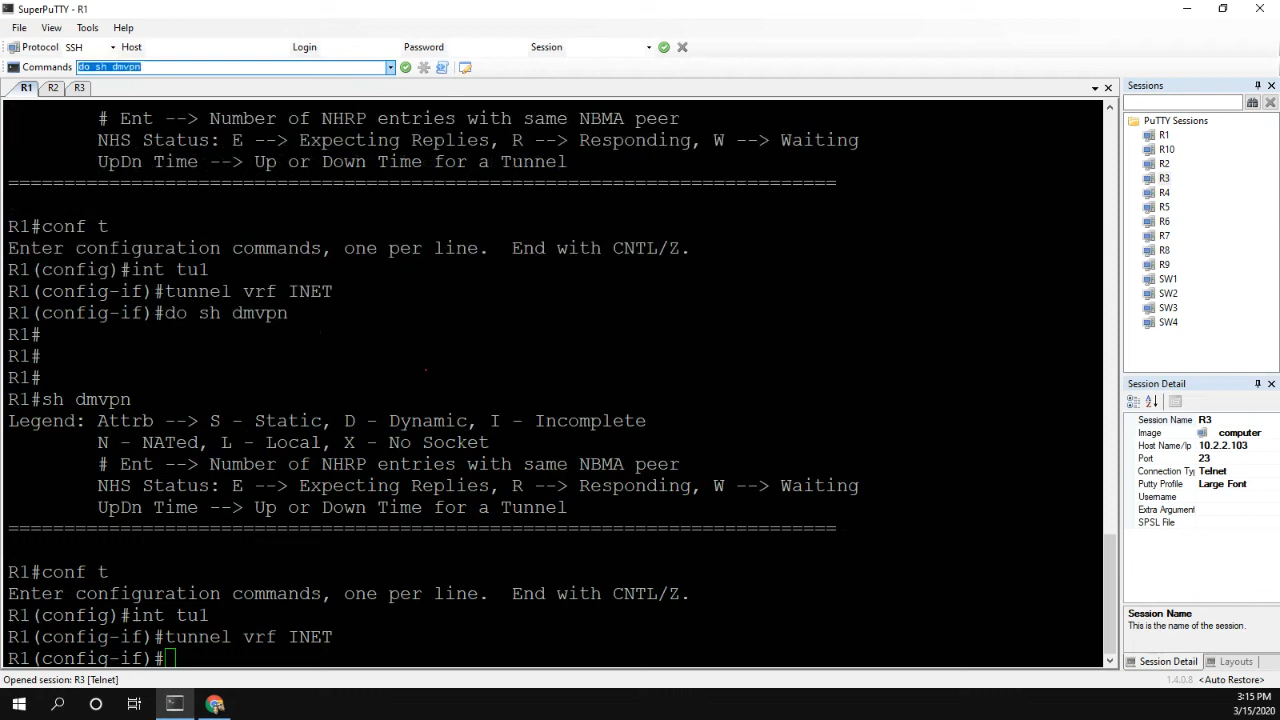 SuperPuTTY - R1
File View Tools Help
Protocol SSH Host Login Password Session
Commands do sh dmvpn
R1 R2 R3
# Ent --> Number of NHRP entries with same NBMA peer
NHS Status: E --> Expecting Replies, R --> Responding, W --> Waiting
UpDn Time --> Up or Down Time for a Tunnel
==========================================================================
R1#conf t
Enter configuration commands, one per line.  End with CNTL/Z.
R1(config)#int tu1
R1(config-if)#tunnel vrf INET
R1(config-if)#do sh dmvpn
R1#
R1#
R1#
R1#sh dmvpn
Legend: Attrb --> S - Static, D - Dynamic, I - Incomplete
N - NATed, L - Local, X - No Socket
# Ent --> Number of NHRP entries with same NBMA peer
NHS Status: E --> Expecting Replies, R --> Responding, W --> Waiting
UpDn Time --> Up or Down Time for a Tunnel
==========================================================================
R1#conf t
Enter configuration commands, one per line.  End with CNTL/Z.
R1(config)#int tu1
R1(config-if)#tunnel vrf INET
R1(config-if)#
Sessions
PuTTY Sessions
R1
R10
R2
R3
R4
R5
R6
R7
R8
R9
SW1
SW2
SW3
SW4
Session Detail
Session Name R3
Image computer
Host Name/Ip 10.2.2.103
Port 23
Connection Ty Telnet
Putty Profile Large Font
Username
Extra Argument
SPSL File
Session Name
This is the name of the session.
Session Detail Layouts
Opened session: R3 [Telnet] 1.4.0.8 <Auto Restore>
3:15 PM
3/15/2020